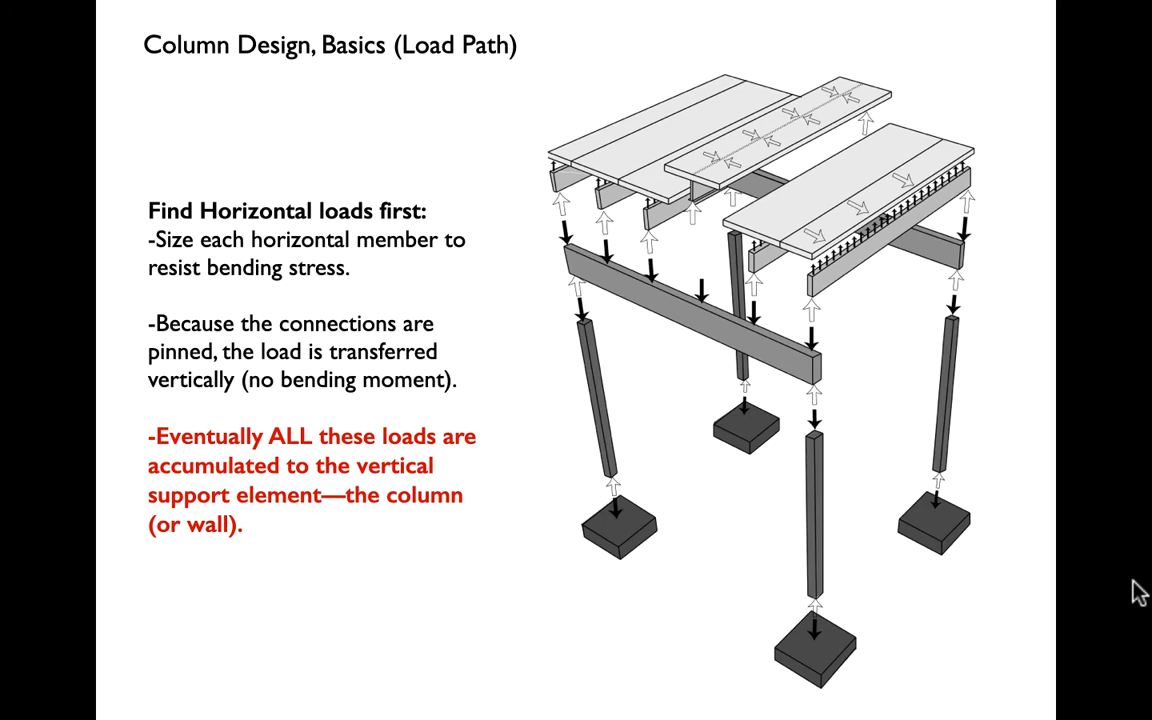 Column Design, Basics (Load Path)
Find Horizontal loads first:
-Size each horizontal member to
resist bending stress.
-Because the connections are
pinned, the load is transferred
vertically (no bending moment).
-Eventually ALL these loads are
accumulated to the vertical
support element—the column
(or wall).